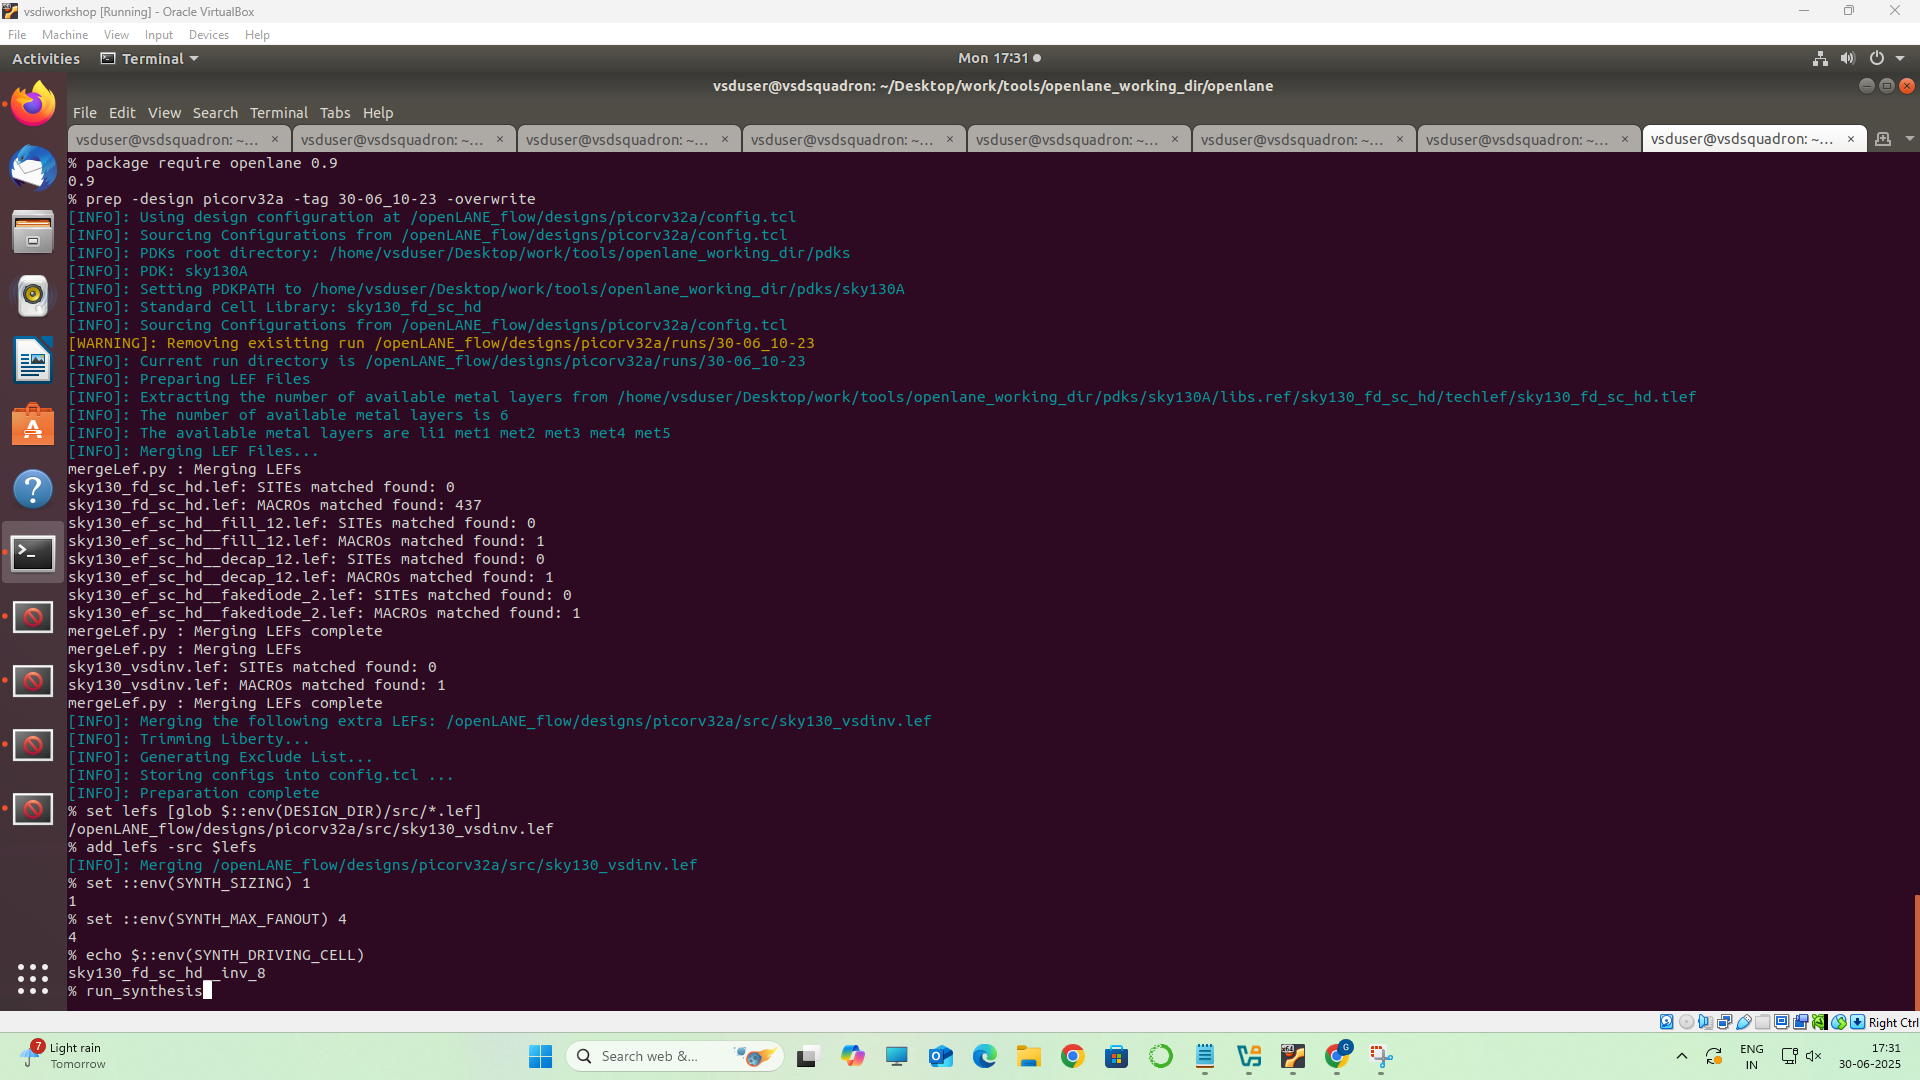 vsdiworkshop [Running] - Oracle VirtualBox
File Machine View Input Devices Help
Activities Terminal Mon 17:31
vsduser@vsdsquadron: ~/Desktop/work/tools/openlane_working_dir/openlane
File Edit View Search Terminal Tabs Help
vsduser@vsdsquadron: ~... × vsduser@vsdsquadron: ~... × vsduser@vsdsquadron: ~... × vsduser@vsdsquadron: ~... × vsduser@vsdsquadron: ~... × vsduser@vsdsquadron: ~... × vsduser@vsdsquadron: ~... × vsduser@vsdsquadron: ~... ×
% package require openlane 0.9
0.9
% prep -design picorv32a -tag 30-06_10-23 -overwrite
[INFO]: Using design configuration at /openLANE_flow/designs/picorv32a/config.tcl
[INFO]: Sourcing Configurations from /openLANE_flow/designs/picorv32a/config.tcl
[INFO]: PDKs root directory: /home/vsduser/Desktop/work/tools/openlane_working_dir/pdks
[INFO]: PDK: sky130A
[INFO]: Setting PDKPATH to /home/vsduser/Desktop/work/tools/openlane_working_dir/pdks/sky130A
[INFO]: Standard Cell Library: sky130_fd_sc_hd
[INFO]: Sourcing Configurations from /openLANE_flow/designs/picorv32a/config.tcl
[WARNING]: Removing exisiting run /openLANE_flow/designs/picorv32a/runs/30-06_10-23
[INFO]: Current run directory is /openLANE_flow/designs/picorv32a/runs/30-06_10-23
[INFO]: Preparing LEF Files
[INFO]: Extracting the number of available metal layers from /home/vsduser/Desktop/work/tools/openlane_working_dir/pdks/sky130A/libs.ref/sky130_fd_sc_hd/techlef/sky130_fd_sc_hd.tlef
[INFO]: The number of available metal layers is 6
[INFO]: The available metal layers are li1 met1 met2 met3 met4 met5
[INFO]: Merging LEF Files...
mergeLef.py : Merging LEFs
sky130_fd_sc_hd.lef: SITEs matched found: 0
sky130_fd_sc_hd.lef: MACROs matched found: 437
sky130_ef_sc_hd__fill_12.lef: SITEs matched found: 0
sky130_ef_sc_hd__fill_12.lef: MACROs matched found: 1
sky130_ef_sc_hd__decap_12.lef: SITEs matched found: 0
sky130_ef_sc_hd__decap_12.lef: MACROs matched found: 1
sky130_ef_sc_hd__fakediode_2.lef: SITEs matched found: 0
sky130_ef_sc_hd__fakediode_2.lef: MACROs matched found: 1
mergeLef.py : Merging LEFs complete
mergeLef.py : Merging LEFs
sky130_vsdinv.lef: SITEs matched found: 0
sky130_vsdinv.lef: MACROs matched found: 1
mergeLef.py : Merging LEFs complete
[INFO]: Merging the following extra LEFs: /openLANE_flow/designs/picorv32a/src/sky130_vsdinv.lef
[INFO]: Trimming Liberty...
[INFO]: Generating Exclude List...
[INFO]: Storing configs into config.tcl ...
[INFO]: Preparation complete
% set lefs [glob $::env(DESIGN_DIR)/src/*.lef]
/openLANE_flow/designs/picorv32a/src/sky130_vsdinv.lef
% add_lefs -src $lefs
[INFO]: Merging /openLANE_flow/designs/picorv32a/src/sky130_vsdinv.lef
% set ::env(SYNTH_SIZING) 1
1
% set ::env(SYNTH_MAX_FANOUT) 4
4
% echo $::env(SYNTH_DRIVING_CELL)
sky130_fd_sc_hd__inv_8
% run_synthesis
Right Ctrl
7 Light rain
Tomorrow
Search web &...
G
ENG
IN
17:31
30-06-2025